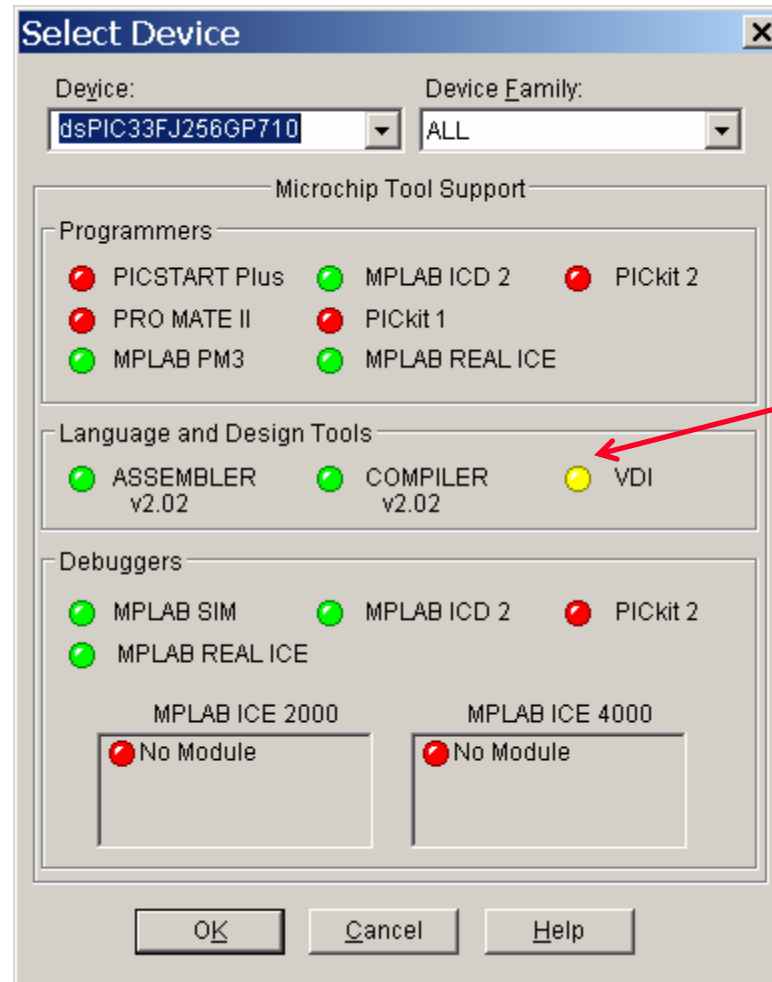 Select Device
Device: Device Family:
dsPIC33FJ256GP710 ALL
Microchip Tool Support
Programmers
PICSTART Plus MPLAB ICD 2 PICkit 2
PRO MATE II PICkit 1
MPLAB PM3 MPLAB REAL ICE
Language and Design Tools
ASSEMBLER COMPILER VDI
v2.02 v2.02
Debuggers
MPLAB SIM MPLAB ICD 2 PICkit 2
MPLAB REAL ICE
MPLAB ICE 2000 MPLAB ICE 4000
No Module No Module
OK Cancel Help